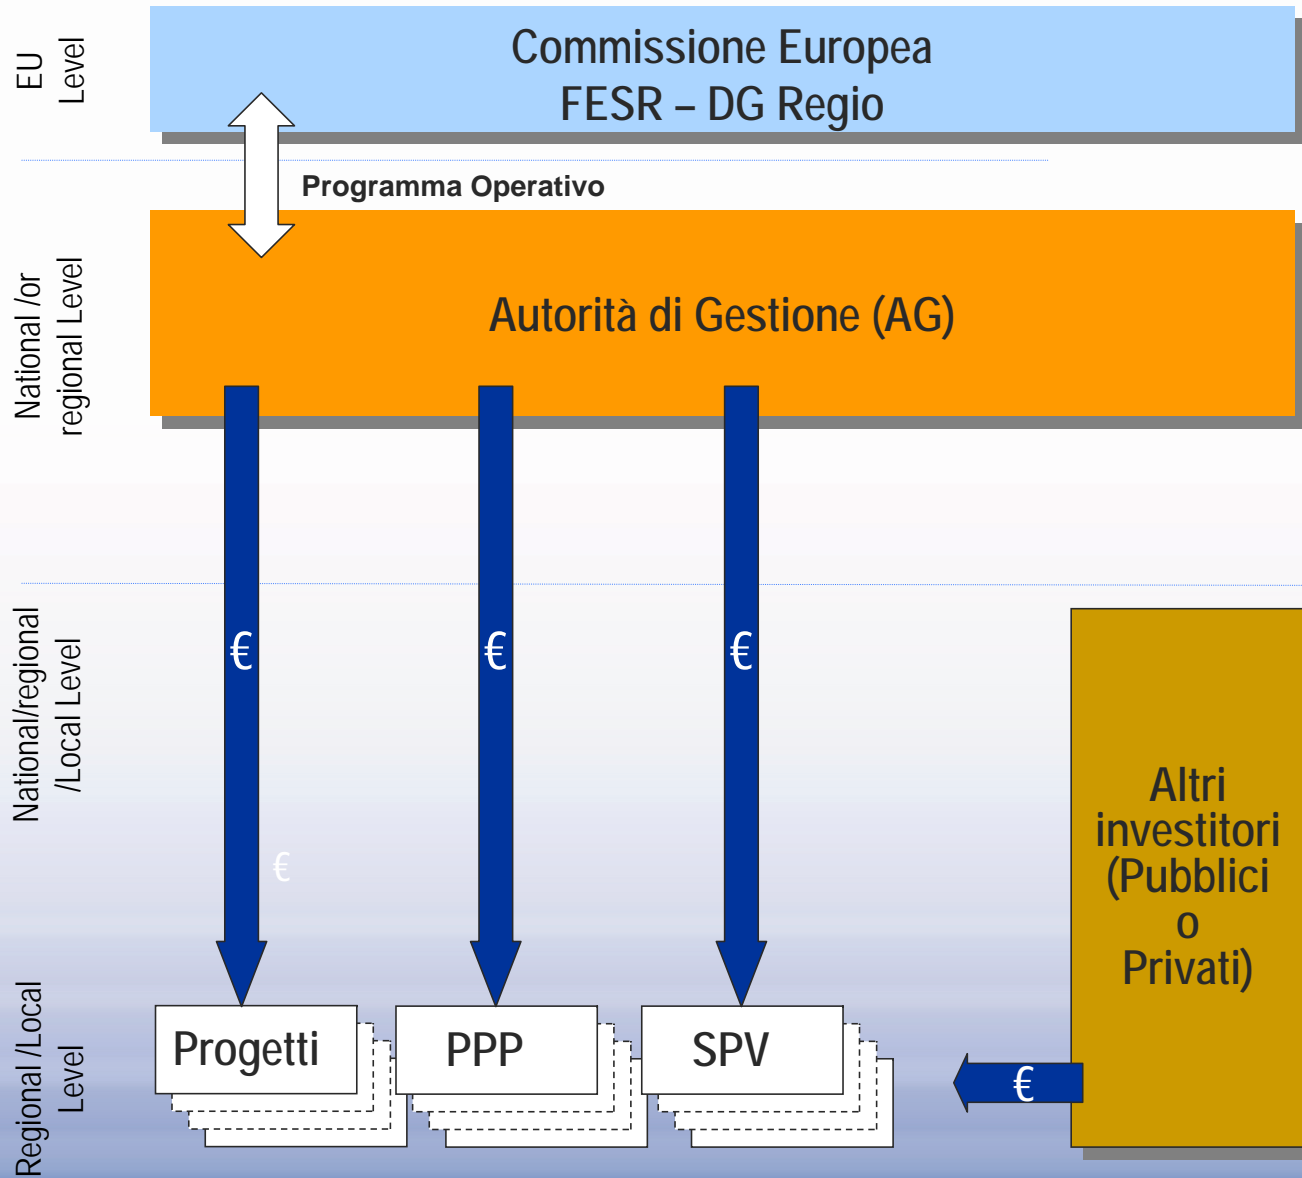 EU
Level
Commissione Europea
FESR – DG Regio
Programma Operativo
National /or
regional Level
Autorità di Gestione (AG)
National/regional
/Local Level
€
€
€
€
Altri
investitori
(Pubblici
o
Privati)
Regional /Local
Level
Progetti
PPP
SPV
€